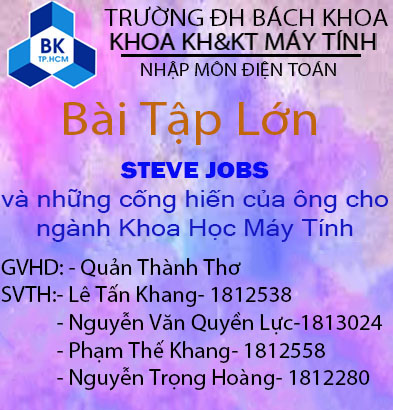 BK
TP.HCM
TRƯỜNG ĐH BÁCH KHOA
KHOA KH&KT MÁY TÍNH
NHẬP MÔN ĐIỆN TOÁN
Bài Tập Lớn
STEVE JOBS
và những cống hiến của ông cho
ngành Khoa Học Máy Tính
GVHD: - Quản Thành Thơ
SVTH:- Lê Tấn Khang- 1812538
- Nguyễn Văn Quyền Lực-1813024
- Phạm Thế Khang- 1812558
- Nguyễn Trọng Hoàng- 1812280